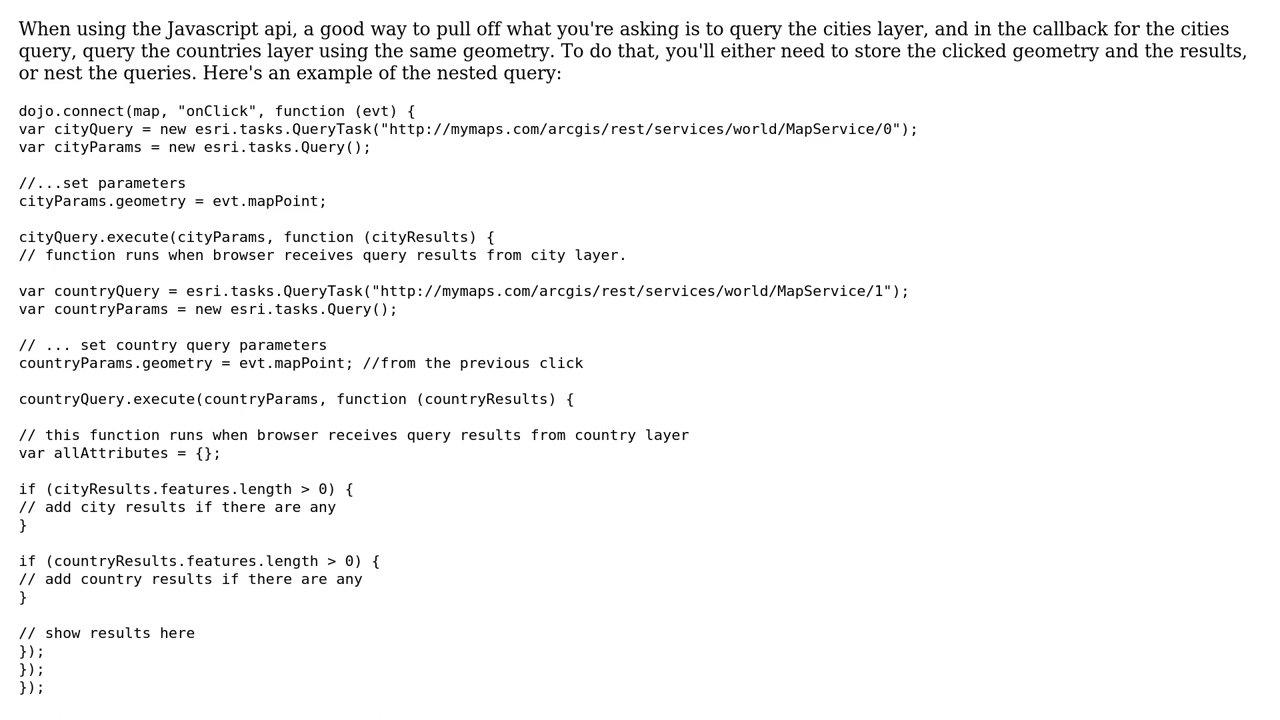 When using the Javascript api, a good way to pull off what you're asking is to query the cities layer, and in the callback for the cities
query, query the countries layer using the same geometry. To do that, you'll either need to store the clicked geometry and the results,
or nest the queries. Here's an example of the nested query:
dojo.connect(map, "onClick", function (evt) {
var cityQuery = new esri.tasks.QueryTask("http://mymaps.com/arcgis/rest/services/world/MapService/0");
var cityParams = new esri.tasks.Query();
//...set parameters
cityParams.geometry = evt.mapPoint;
cityQuery.execute(cityParams, function (cityResults) {
// function runs when browser receives query results from city layer.
var countryQuery = esri.tasks.QueryTask("http://mymaps.com/arcgis/rest/services/world/MapService/1");
var countryParams = new esri.tasks.Query();
// ... set country query parameters
countryParams.geometry = evt.mapPoint; //from the previous click
countryQuery.execute(countryParams, function (countryResults) {
// this function runs when browser receives query results from country layer
var allAttributes = {};
if (cityResults.features.length > 0) {
// add city results if there are any
}
if (countryResults.features.length > 0) {
// add country results if there are any
}
// show results here
});
});
});